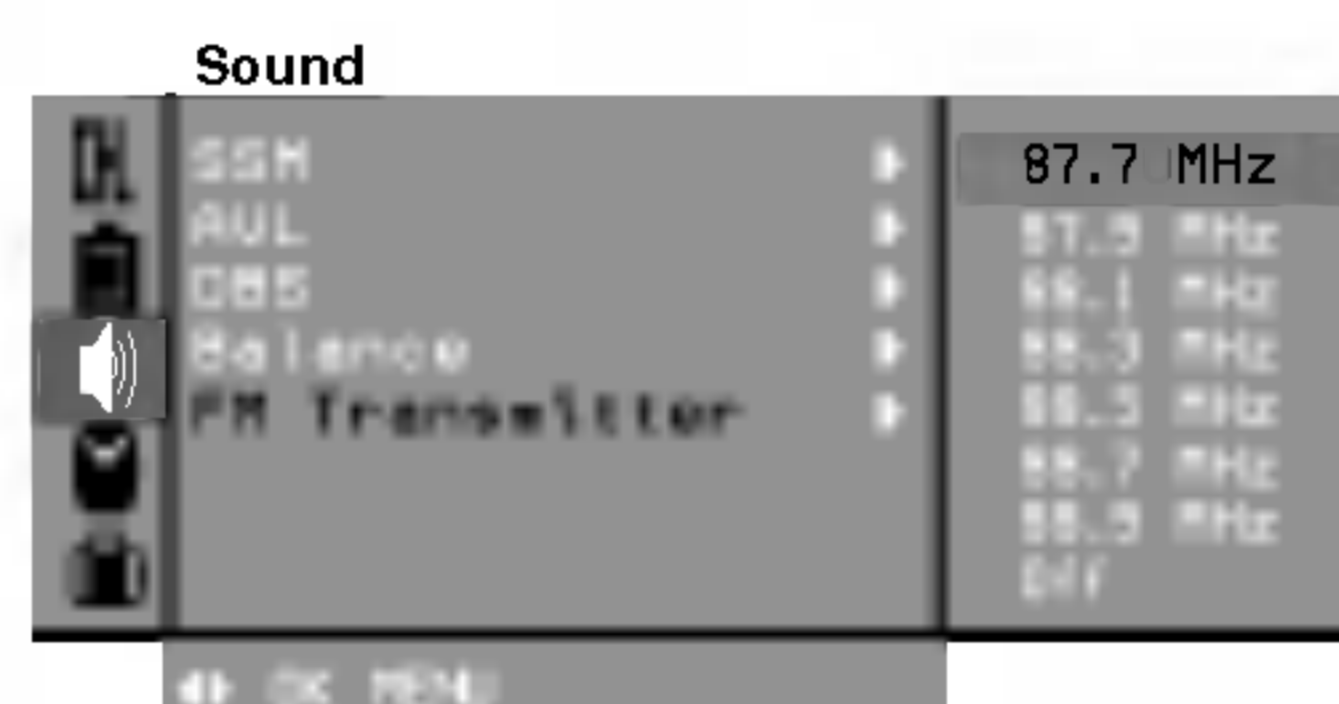 Sound
SSM
AVL
DBS
Balance
FM Transmitter
87.7 MHz
87.9 MHz
88.1 MHz
88.3 MHz
88.5 MHz
88.7 MHz
88.9 MHz
Off
OK MENU